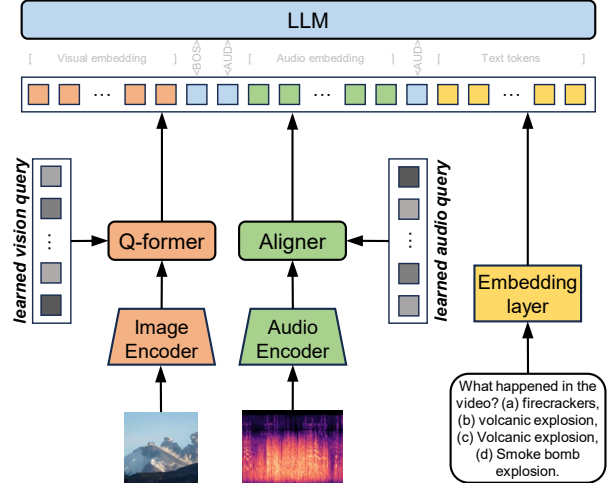 LLM
[ Visual embedding ] <BOS> <AUD> [ Audio embedding ] <AUD> [ Text tokens ]
... ... ...
learned vision query
Q-former
Aligner
learned audio query
Embedding
layer
Image
Encoder
Audio
Encoder
What happened in the
video? (a) firecrackers,
(b) volcanic explosion,
(c) Volcanic explosion,
(d) Smoke bomb
explosion.